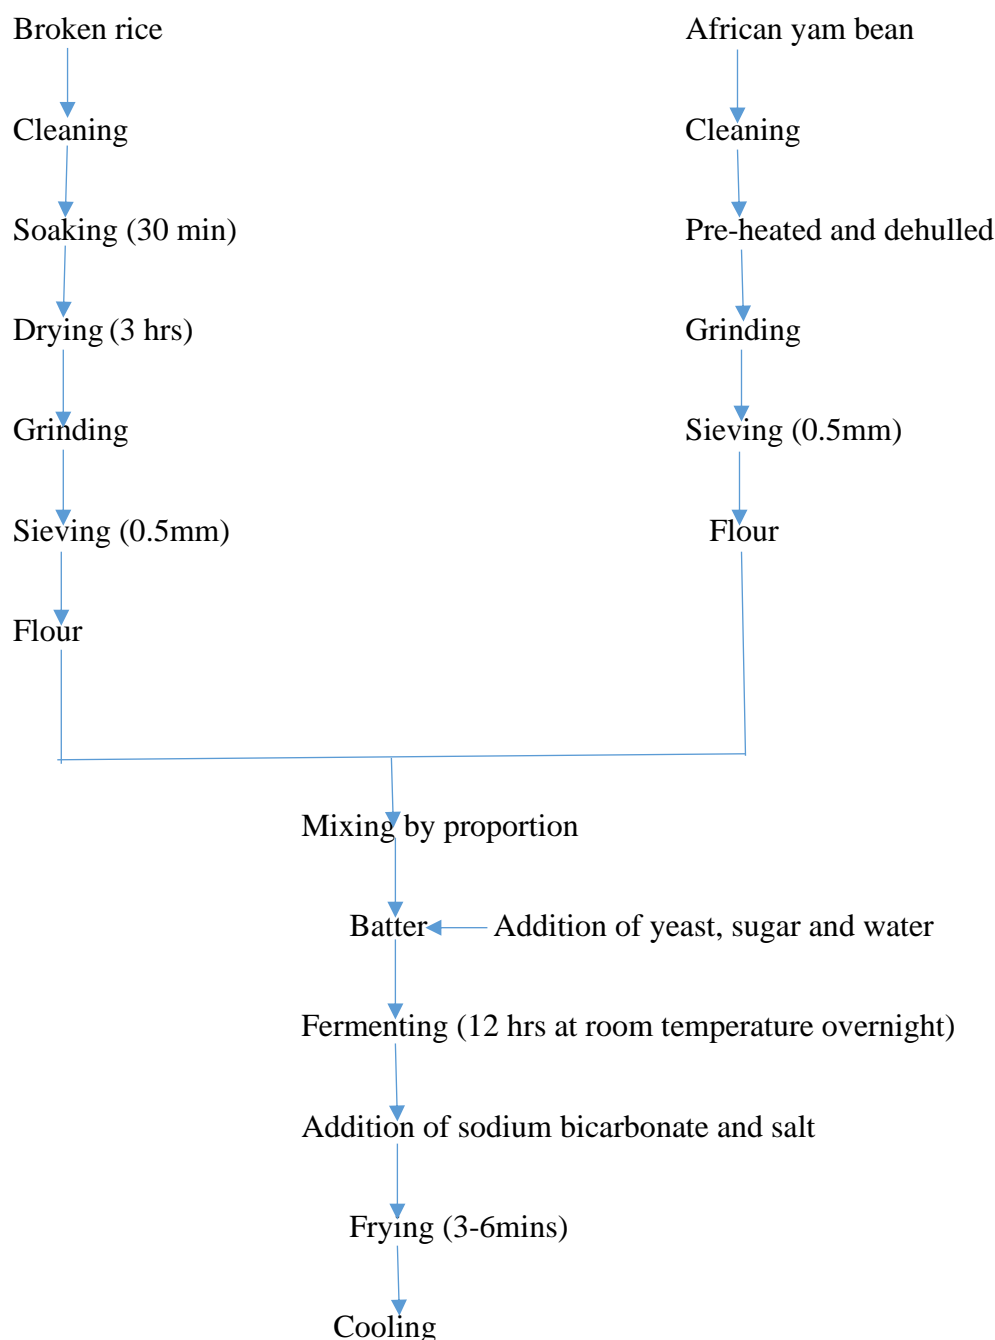 Broken rice
African yam bean
Cleaning
Cleaning
Soaking (30 min)
Pre-heated and dehulled
Drying (3 hrs)
Grinding
Grinding
Sieving (0.5mm)
Sieving (0.5mm)
Flour
Flour
Mixing by proportion
Batter
Addition of yeast, sugar and water
Fermenting (12 hrs at room temperature overnight)
Addition of sodium bicarbonate and salt
Frying (3-6mins)
Cooling